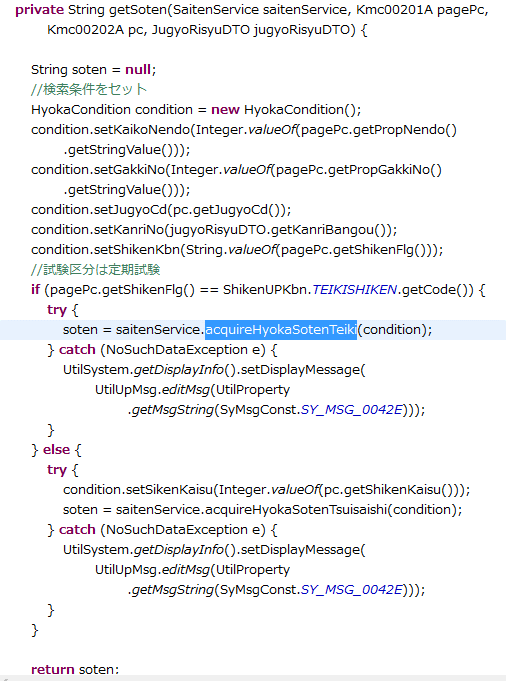 private String getSoten(SaitenService saitenService, Kmc00201A pagePc,
Kmc00202A pc, JugyoRisyuDTO jugyoRisyuDTO) {
String soten = null;
//検索条件をセット
HyokaCondition condition = new HyokaCondition();
condition.setKaikoNendo(Integer.valueOf(pagePc.getPropNendo()
.getStringValue()));
condition.setGakkiNo(Integer.valueOf(pagePc.getPropGakkiNo()
.getStringValue()));
condition.setJugyoCd(pc.getJugyoCd());
condition.setKanriNo(jugyoRisyuDTO.getKanriBangou());
condition.setShikenKbn(String.valueOf(pagePc.getShikenFlg()));
//試験区分は定期試験
if (pagePc.getShikenFlg() == ShikenUPKbn.TEIKISHIKEN.getCode()) {
try {
soten = saitenService.acquireHyokaSotenTeiki(condition);
} catch (NoSuchDataException e) {
UtilSystem.getDisplayInfo().setDisplayMessage(
UtilUpMsg.editMsg(UtilProperty
.getMsgString(SyMsgConst.SY_MSG_0042E)));
}
} else {
try {
condition.setSikenKaisu(Integer.valueOf(pc.getShikenKaisu()));
soten = saitenService.acquireHyokaSotenTsuisaishi(condition);
} catch (NoSuchDataException e) {
UtilSystem.getDisplayInfo().setDisplayMessage(
UtilUpMsg.editMsg(UtilProperty
.getMsgString(SyMsgConst.SY_MSG_0042E)));
}
}
return soten;